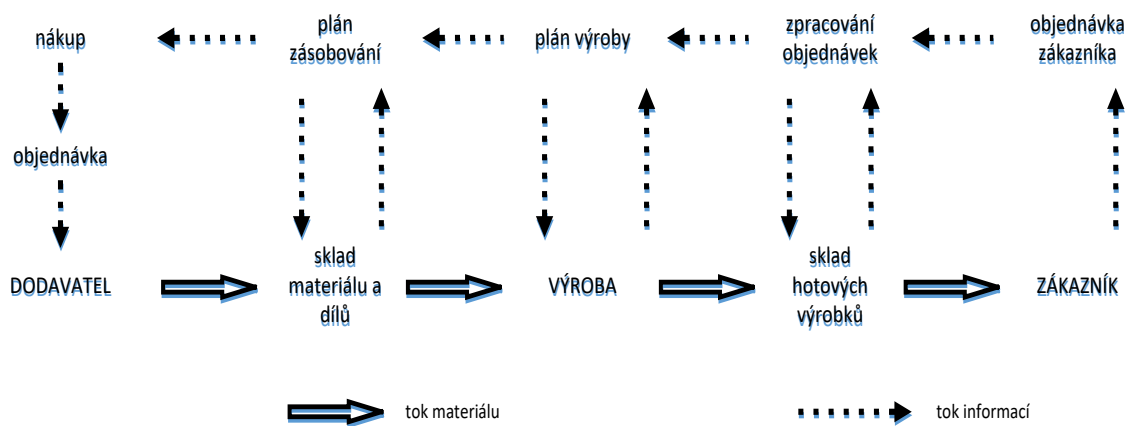 nákup
plán
zásobování
plán výroby
zpracování
objednávek
objednávka
zákazníka
objednávka
DODAVATEL
sklad
materiálu a
dílů
VÝROBA
sklad
hotových
výrobků
ZÁKAZNÍK
tok materiálu
tok informací